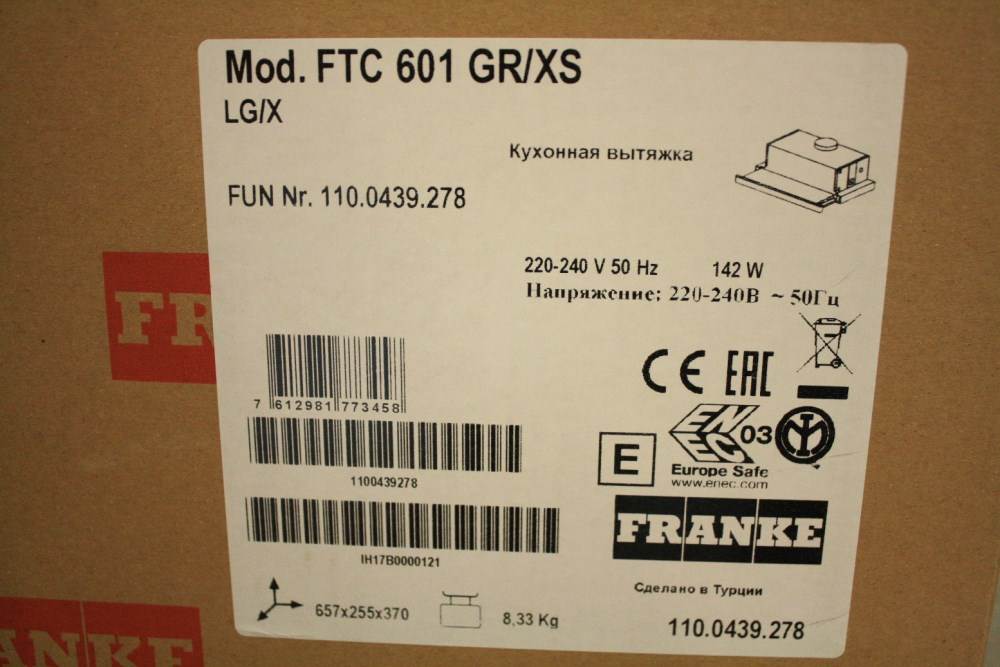 Mod. FTC 601 GR/XS
LG/X
Кухонная вытяжка
FUN Nr. 110.0439.278
220-240 V 50 Hz 142 W
Напряжение: 220-240В ~ 50Гц
FR
7 612981 773458
CE EAC
1100439278
E
ENEC 03
Europe Safe
www.enec.com
IH17B0000121
FRANKE
Сделано в Турции
657x255x370 8,33 Kg
110.0439.278
ANKE